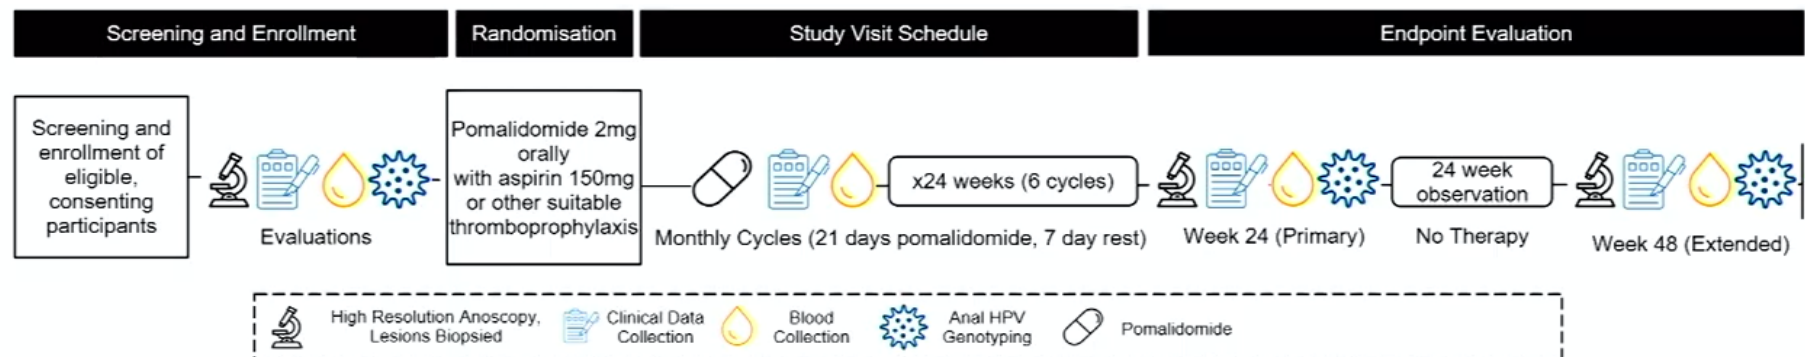 Screening and Enrollment
Randomisation
Study Visit Schedule
Endpoint Evaluation
Screening and
enrollment of
eligible,
consenting
participants
Evaluations
Pomalidomide 2mg
orally
with aspirin 150mg
or other suitable
thromboprophylaxis
x24 weeks (6 cycles)
Monthly Cycles (21 days pomalidomide, 7 day rest)
Week 24 (Primary)
24 week
observation
No Therapy
Week 48 (Extended)
High Resolution Anoscopy,
Lesions Biopsied
Clinical Data
Collection
Blood
Collection
Anal HPV
Genotyping
Pomalidomide